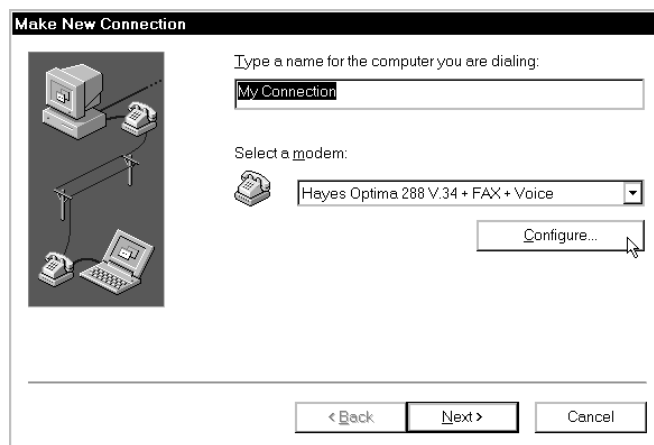 Make New Connection
Type a name for the computer you are dialing:
My Connection
Select a modem:
Hayes Optima 288 V.34 + FAX + Voice
Configure...
< Back
Next >
Cancel